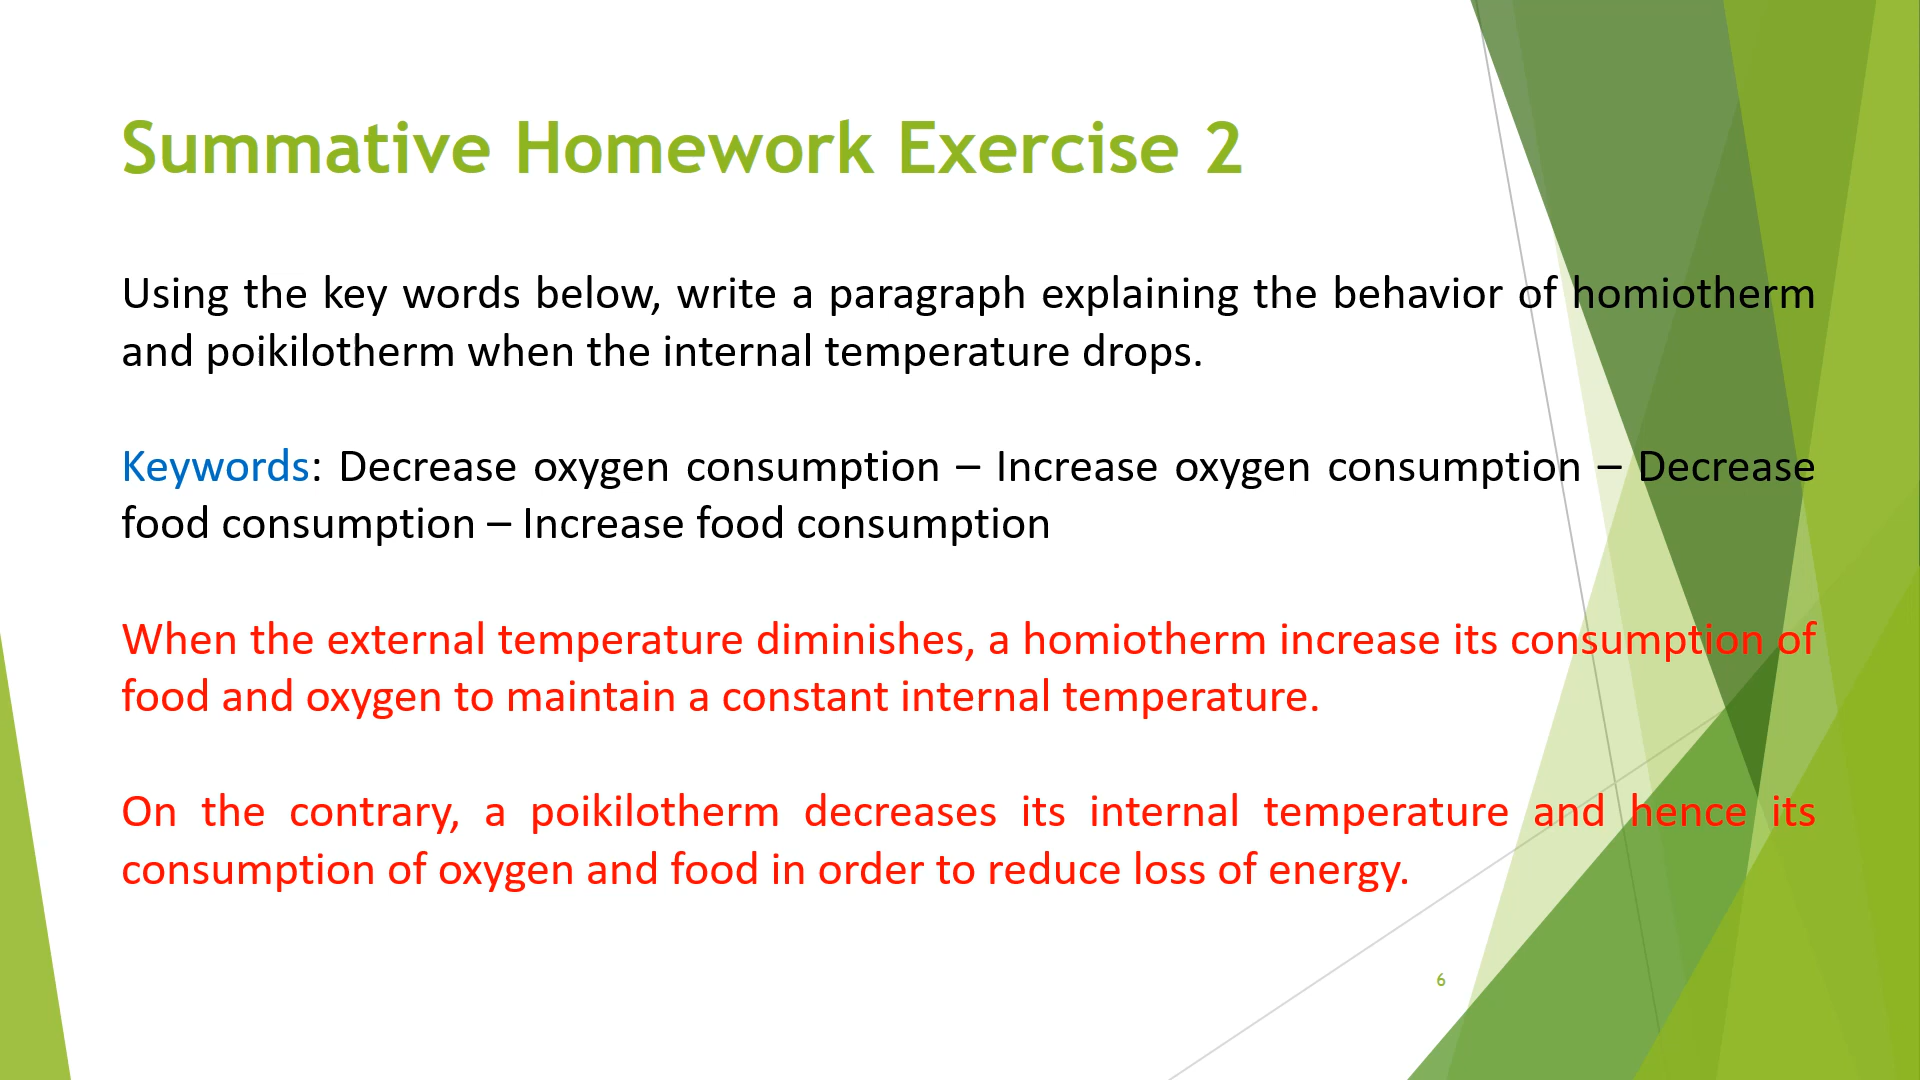 Summative Homework Exercise 2
Using the key words below, write a paragraph explaining the behavior of homiotherm
and poikilotherm when the internal temperature drops.
Keywords: Decrease oxygen consumption – Increase oxygen consumption – Decrease
food consumption – Increase food consumption
When the external temperature diminishes, a homiotherm increase its consumption of
food and oxygen to maintain a constant internal temperature.
On the contrary, a poikilotherm decreases its internal temperature and hence its
consumption of oxygen and food in order to reduce loss of energy.
6